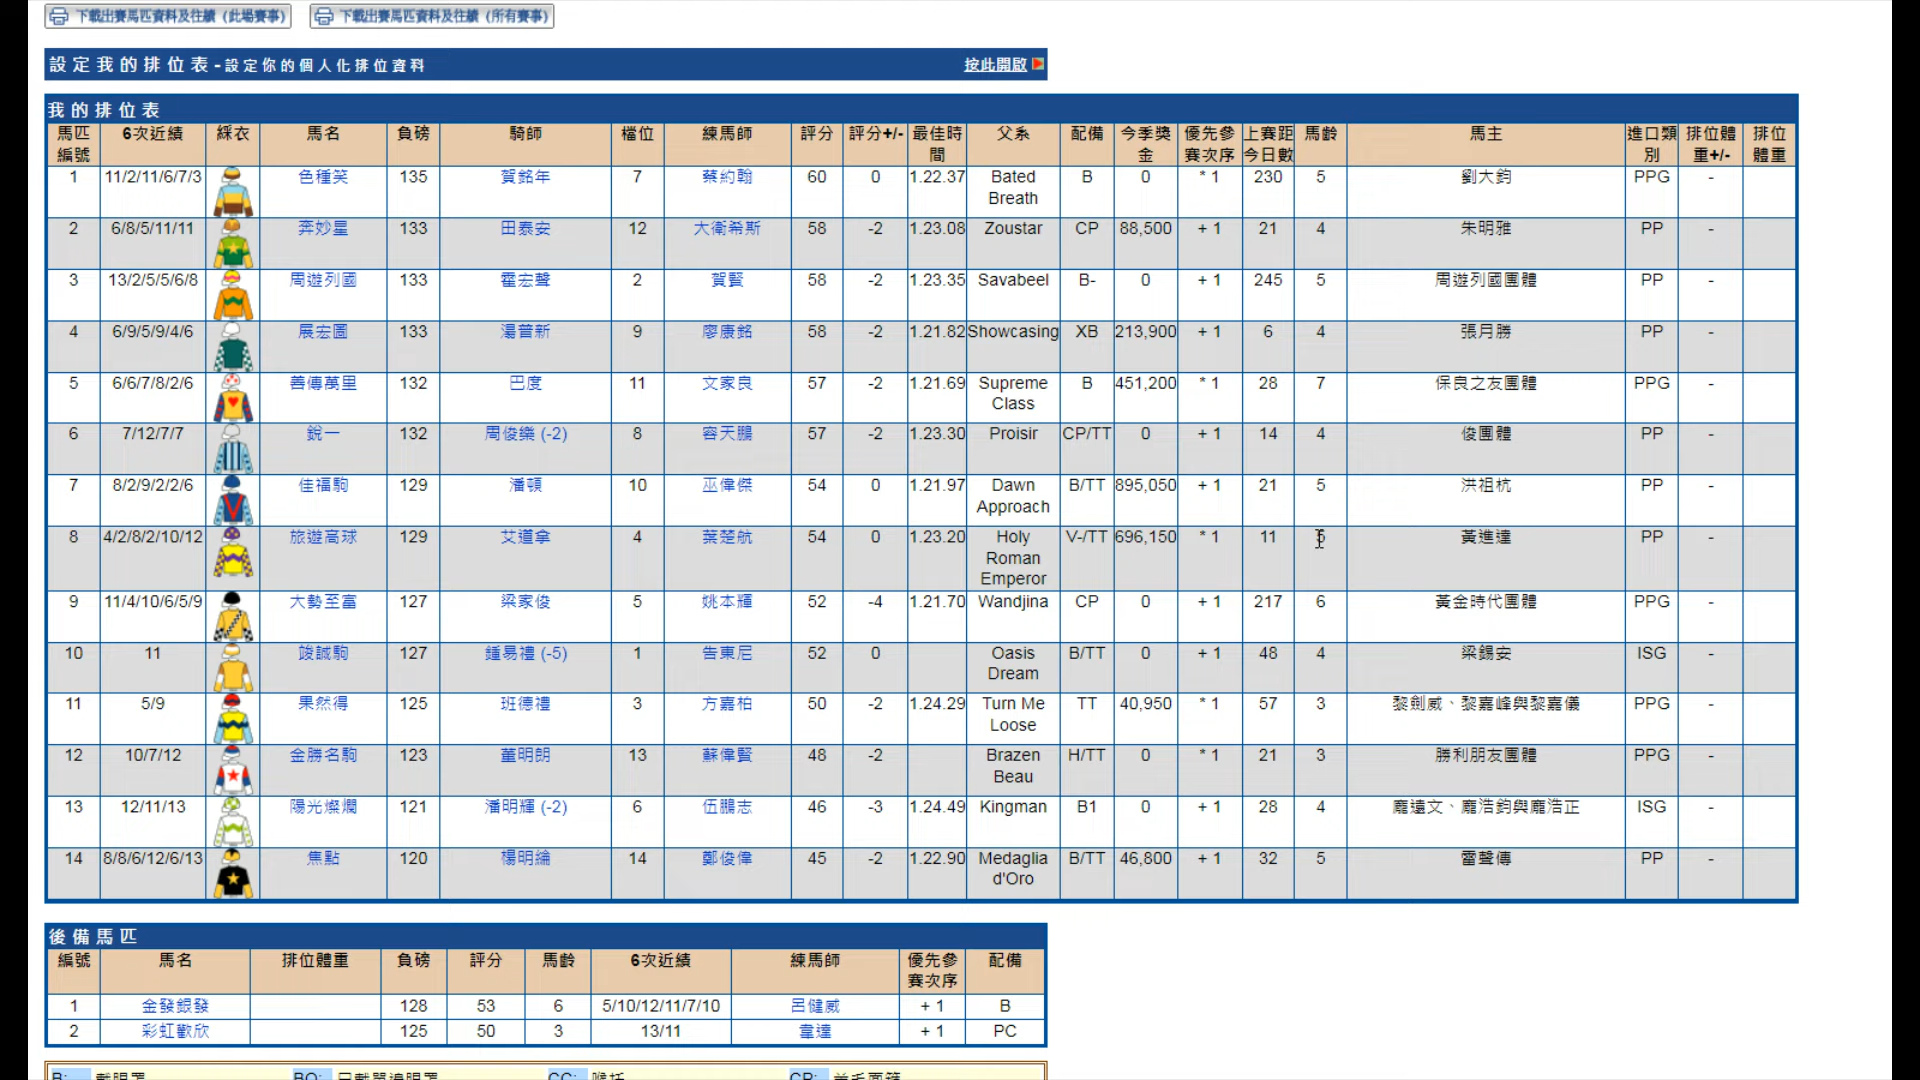 下載出賽馬匹資料及往績 (此場賽事) 下載出賽馬匹資料及往績 (所有賽事)
設定我的排位表-設定你的個人化排位資料 按此開啟
我的排位表
馬匹編號 6次近績 綵衣 馬名 負磅 騎師 檔位 練馬師 評分 評分+/- 最佳時間 父系 配備 今季獎金 優先參賽次序 上賽距今日數 馬齡 馬主 進口類別 排位體重+/- 排位體重
1 11/2/11/6/7/3 色種笑 135 賀銘年 7 蔡約翰 60 0 1.22.37 Bated Breath B 0 * 1 230 5 劉大鈞 PPG -
2 6/8/5/11/11 奔妙星 133 田泰安 12 大衛希斯 58 -2 1.23.08 Zoustar CP 88,500 + 1 21 4 朱明雅 PP -
3 13/2/5/5/6/8 周遊列國 133 霍宏聲 2 賀賢 58 -2 1.23.35 Savabeel B- 0 + 1 245 5 周遊列國團體 PP -
4 6/9/5/9/4/6 展宏圖 133 湯普新 9 廖康銘 58 -2 1.21.82 Showcasing XB 213,900 + 1 6 4 張月勝 PP -
5 6/6/7/8/2/6 善傳萬里 132 巴度 11 文家良 57 -2 1.21.69 Supreme Class B 451,200 * 1 28 7 保良之友團體 PPG -
6 7/12/7/7 銳一 132 周俊樂 (-2) 8 容天鵬 57 -2 1.23.30 Proisir CP/TT 0 + 1 14 4 俊團體 PP -
7 8/2/9/2/2/6 佳福駒 129 潘頓 10 巫偉傑 54 0 1.21.97 Dawn Approach B/TT 895,050 + 1 21 5 洪祖杭 PP -
8 4/2/8/2/10/12 旅遊高球 129 艾道拿 4 葉楚航 54 0 1.23.20 Holy Roman Emperor V-/TT 696,150 * 1 11 黃進達 PP -
9 11/4/10/6/5/9 大勢至富 127 梁家俊 5 姚本輝 52 -4 1.21.70 Wandjina CP 0 + 1 217 6 黃金時代團體 PPG -
10 11 竣誠駒 127 鍾易禮 (-5) 1 告東尼 52 0 Oasis Dream B/TT 0 + 1 48 4 梁錫安 ISG -
11 5/9 果然得 125 班德禮 3 方嘉柏 50 -2 1.24.29 Turn Me Loose TT 40,950 * 1 57 3 黎劍威、黎嘉峰與黎嘉儀 PPG -
12 10/7/12 金勝名駒 123 董明朗 13 蘇偉賢 48 -2 Brazen Beau H/TT 0 * 1 21 3 勝利朋友團體 PPG -
13 12/11/13 陽光燦爛 121 潘明輝 (-2) 6 伍鵬志 46 -3 1.24.49 Kingman B1 0 + 1 28 4 龐遠文、龐浩鈞與龐浩正 ISG -
14 8/8/6/12/6/13 焦點 120 楊明綸 14 鄭俊偉 45 -2 1.22.90 Medaglia d'Oro B/TT 46,800 + 1 32 5 雷聲傳 PP -
後備馬匹
編號 馬名 排位體重 負磅 評分 馬齡 6次近績 練馬師 優先參賽次序 配備
1 金發銀發 128 53 6 5/10/12/11/7/10 呂健威 + 1 B
2 彩虹歡欣 125 50 3 13/11 韋達 + 1 PC